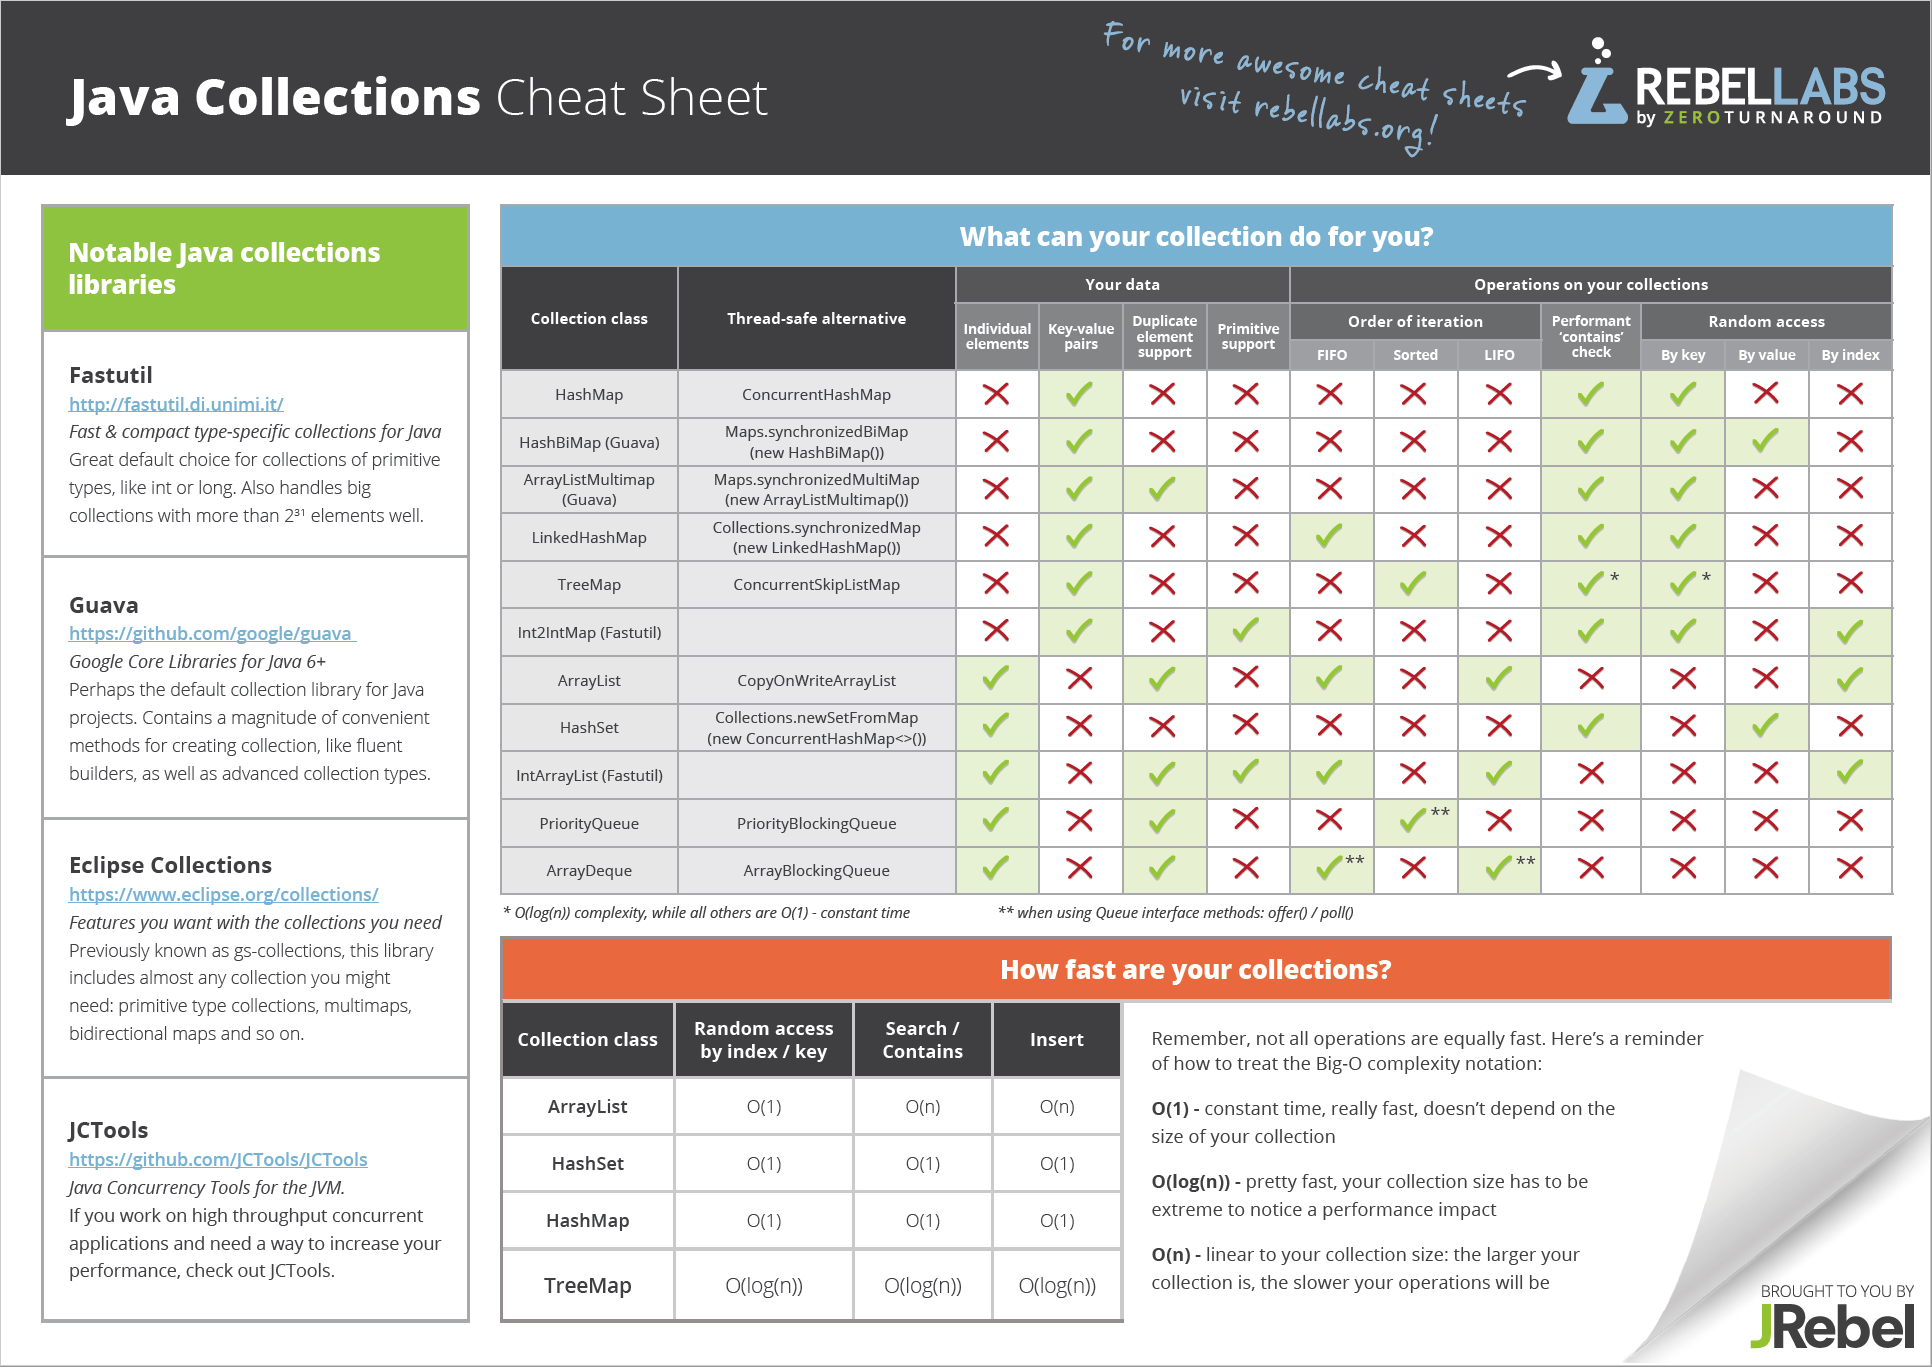 Java Collections Cheat Sheet
For more awesome cheat sheets
visit rebellabs.org!
REBELLABS
by ZEROTURNAROUND
Notable Java collections
libraries
Fastutil
http://fastutil.di.unimi.it/
Fast & compact type-specific collections for Java
Great default choice for collections of primitive
types, like int or long. Also handles big
collections with more than 2³¹ elements well.
Guava
https://github.com/google/guava
Google Core Libraries for Java 6+
Perhaps the default collection library for Java
projects. Contains a magnitude of convenient
methods for creating collection, like fluent
builders, as well as advanced collection types.
Eclipse Collections
https://www.eclipse.org/collections/
Features you want with the collections you need
Previously known as gs-collections, this library
includes almost any collection you might
need: primitive type collections, multimaps,
bidirectional maps and so on.
JCTools
https://github.com/JCTools/JCTools
Java Concurrency Tools for the JVM.
If you work on high throughput concurrent
applications and need a way to increase your
performance, check out JCTools.
What can your collection do for you?
Collection class
Thread-safe alternative
Your data
Operations on your collections
Individual
elements
Key-value
pairs
Duplicate
element
support
Primitive
support
Order of iteration
FIFO
Sorted
LIFO
Performant
‘contains’
check
Random access
By key
By value
By index
HashMap
ConcurrentHashMap
HashBiMap (Guava)
Maps.synchronizedBiMap
(new HashBiMap())
ArrayListMultimap
(Guava)
Maps.synchronizedMultiMap
(new ArrayListMultimap())
LinkedHashMap
Collections.synchronizedMap
(new LinkedHashMap())
TreeMap
ConcurrentSkipListMap
*
*
Int2IntMap (Fastutil)
ArrayList
CopyOnWriteArrayList
HashSet
Collections.newSetFromMap
(new ConcurrentHashMap<>())
IntArrayList (Fastutil)
PriorityQueue
PriorityBlockingQueue
**
ArrayDeque
ArrayBlockingQueue
**
**
* O(log(n)) complexity, while all others are O(1) - constant time
** when using Queue interface methods: offer() / poll()
How fast are your collections?
Collection class
Random access
by index / key
Search /
Contains
Insert
ArrayList
O(1)
O(n)
O(n)
HashSet
O(1)
O(1)
O(1)
HashMap
O(1)
O(1)
O(1)
TreeMap
O(log(n))
O(log(n))
O(log(n))
Remember, not all operations are equally fast. Here’s a reminder
of how to treat the Big-O complexity notation:
O(1) - constant time, really fast, doesn’t depend on the
size of your collection
O(log(n)) - pretty fast, your collection size has to be
extreme to notice a performance impact
O(n) - linear to your collection size: the larger your
collection is, the slower your operations will be
BROUGHT TO YOU BY
JRebel